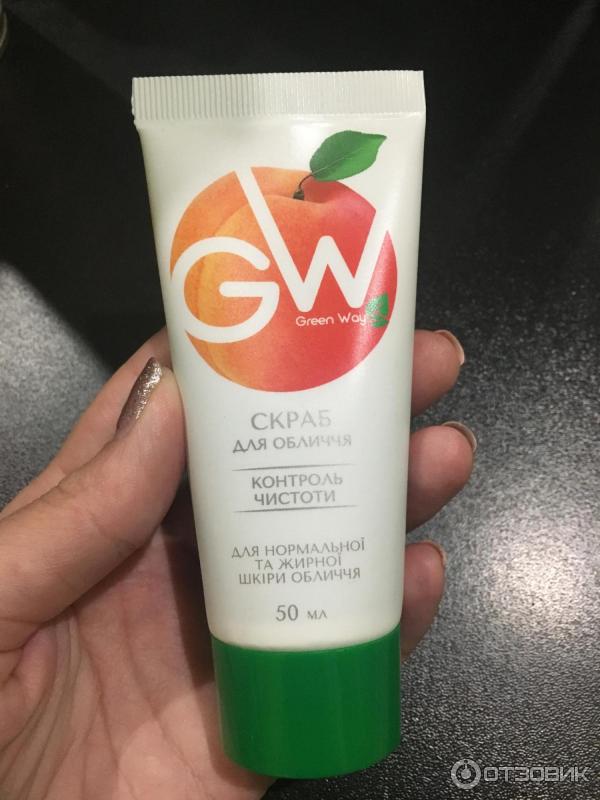 GW
Green Way
СКРАБ
ДЛЯ ОБЛИЧЧЯ
КОНТРОЛЬ
ЧИСТОТИ
ДЛЯ НОРМАЛЬНОЇ
ТА ЖИРНОЇ
ШКІРИ ОБЛИЧЧЯ
50 МЛ
ОТЗОВИК